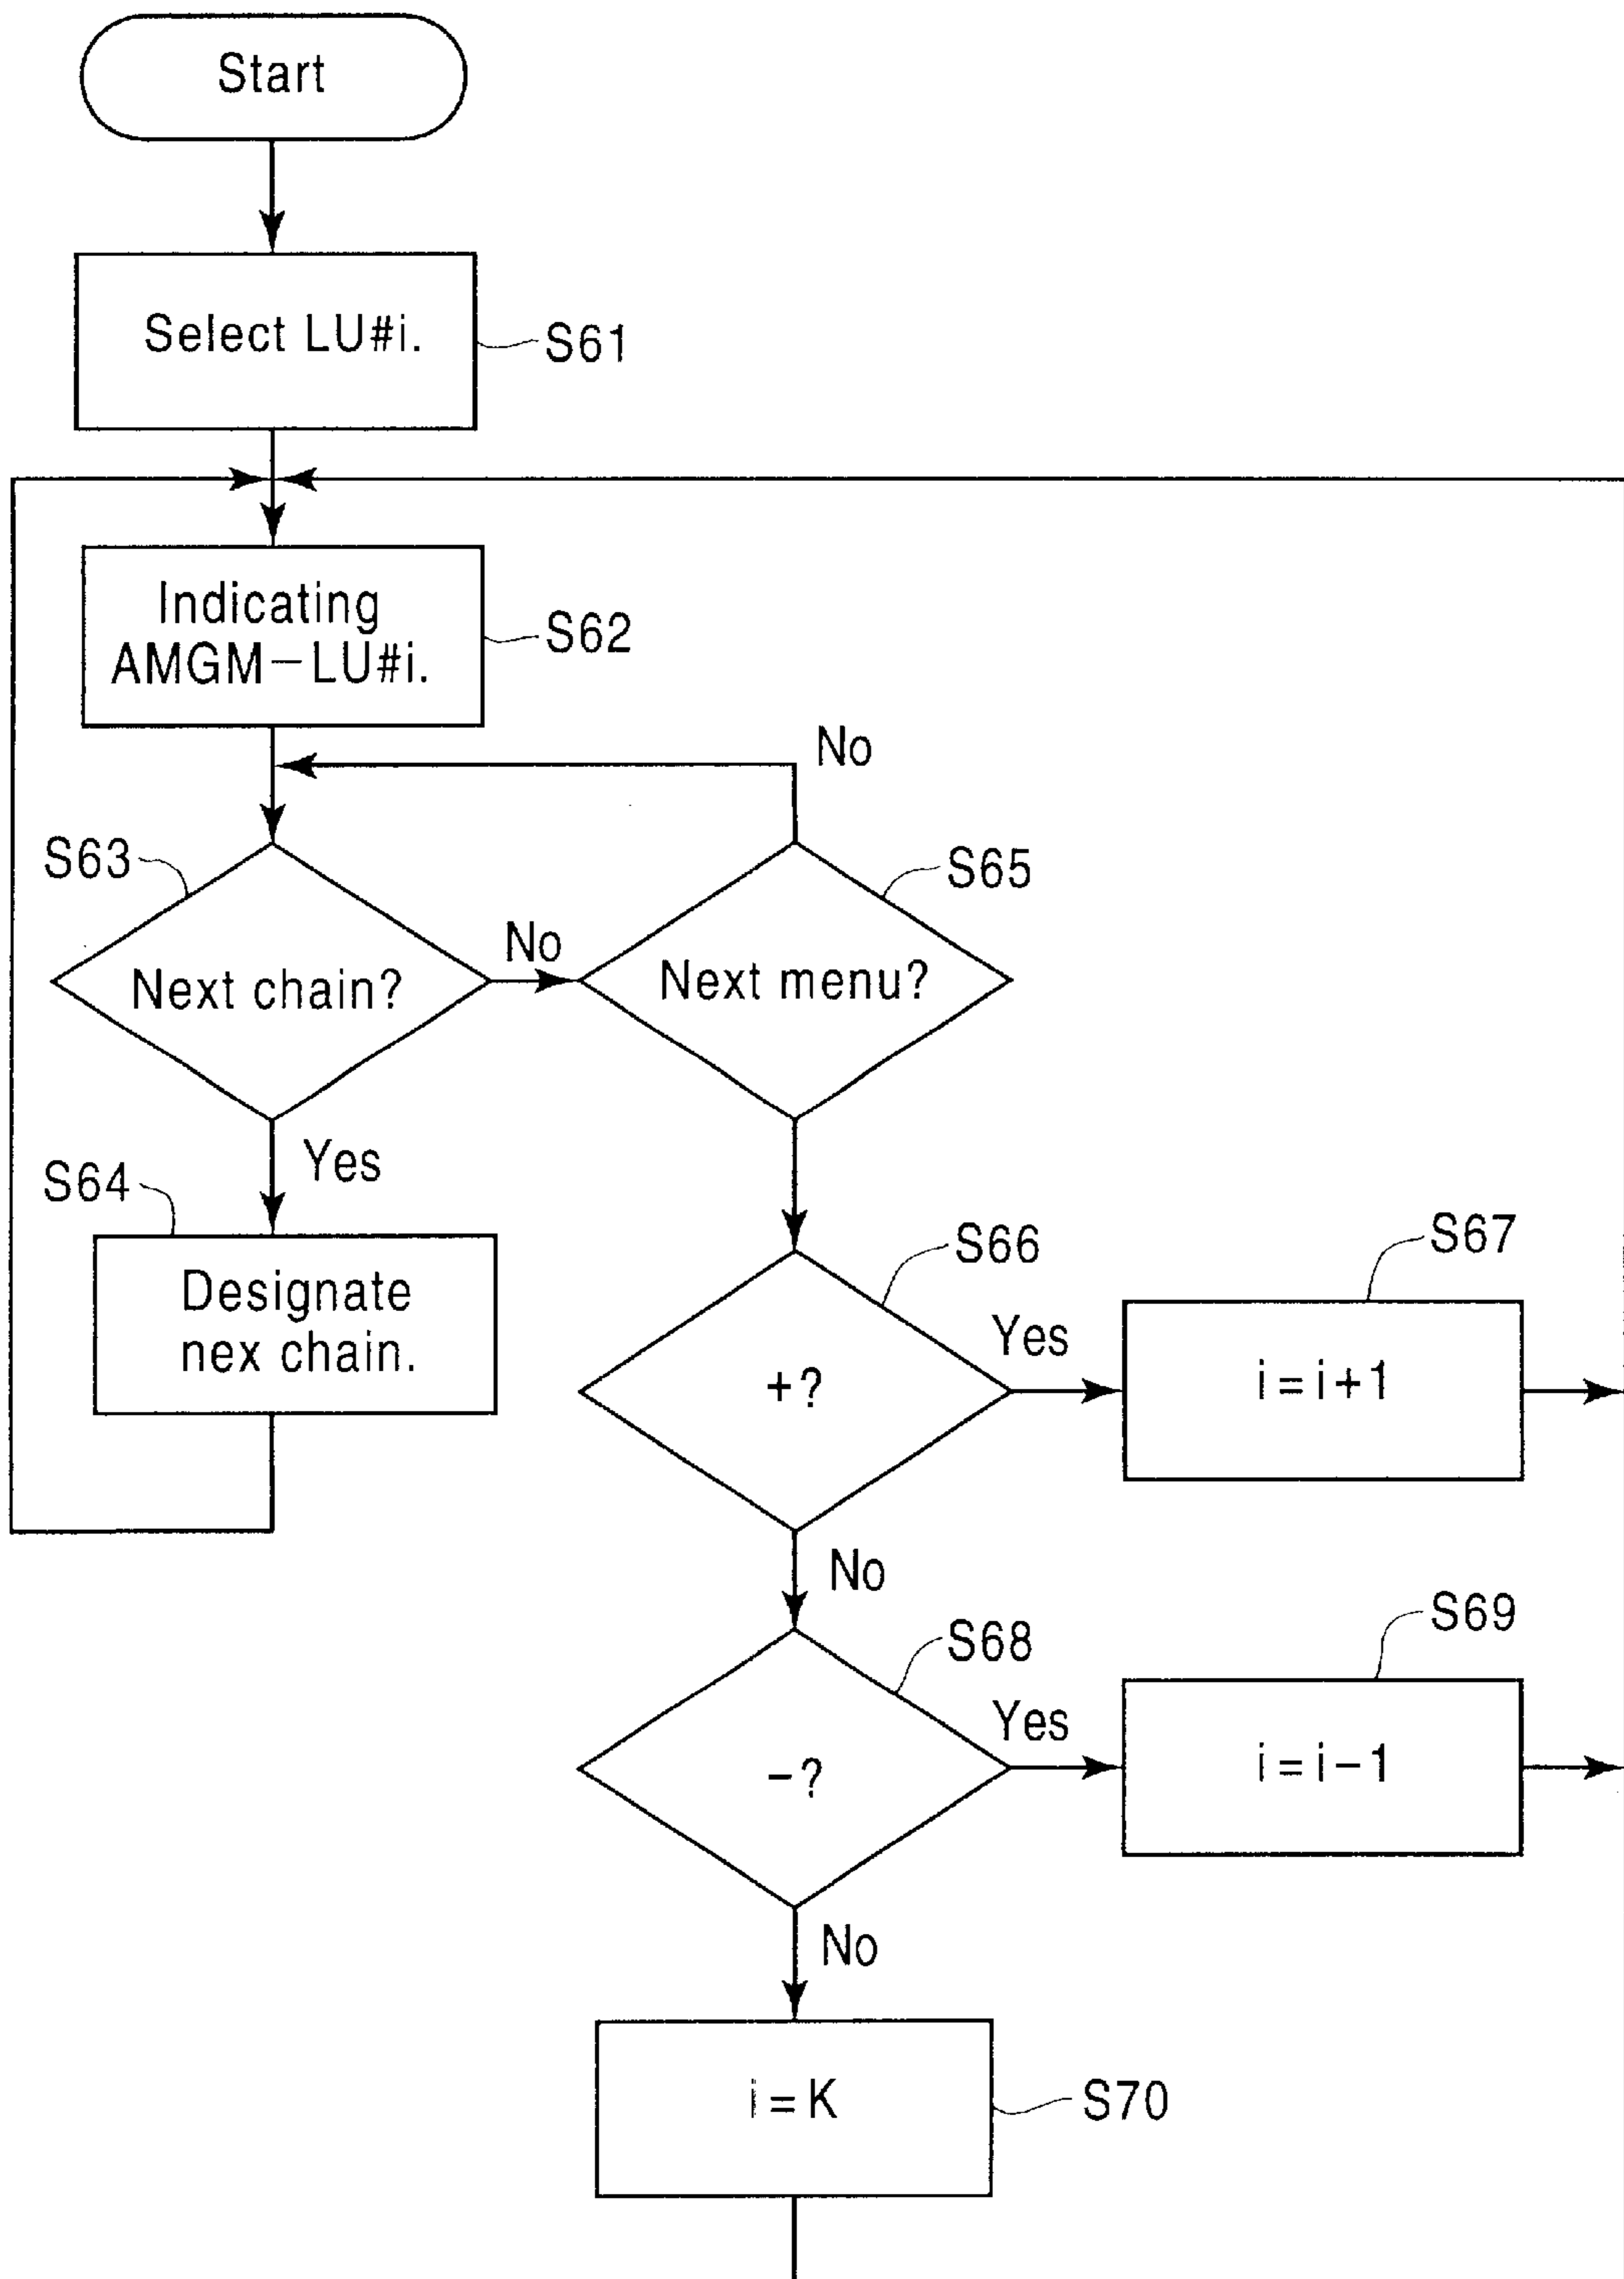 Start
Select LU#i.
S61
Indicating
AMGM-LU#i.
S62
No
S63
S65
Next chain?
No
Next menu?
Yes
S64
Designate
nex chain.
S66
S67
+?
Yes
i=i+1
No
S68
S69
-?
Yes
i=i-1
No
i=K
S70